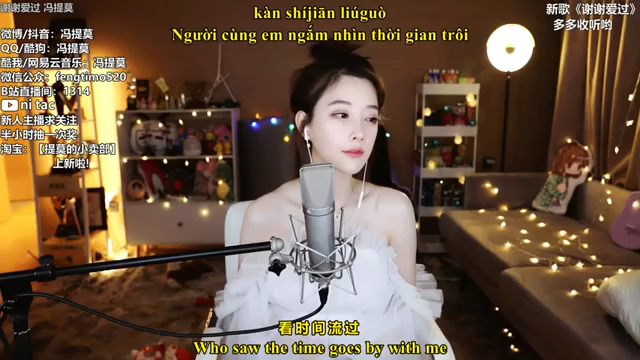 谢谢爱过 冯提莫
kàn shíjiān liúguò
Người cùng em ngắm nhìn thời gian trôi
新歌《谢谢爱过》
多多收听哟
微博/抖音：冯提莫
QQ/酷狗：冯提莫
酷我/网易云音乐：冯提莫
微信公众：fengtimo520
B站直播间：1314
ni tac
新人主播求关注
半小时抽一次奖
淘宝：【提莫的小卖部】
上新啦!
看时间流过
Who saw the time goes by with me